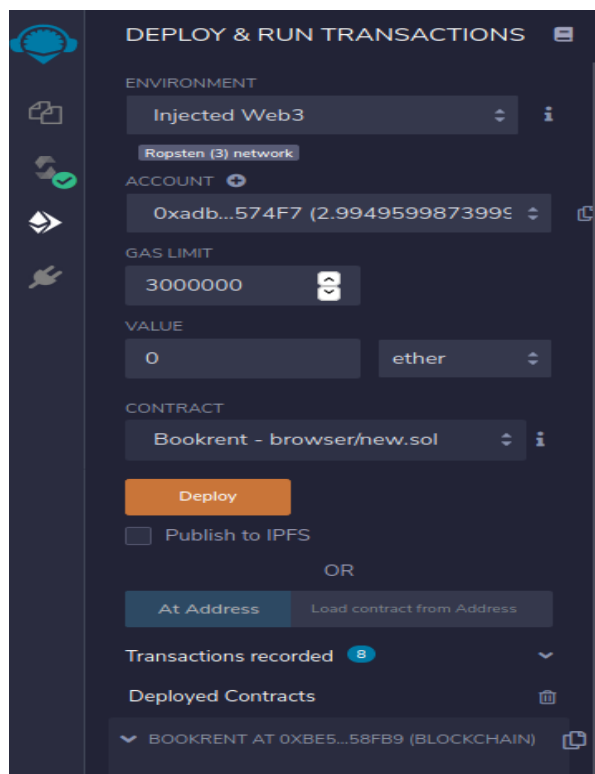 DEPLOY & RUN TRANSACTIONS
ENVIRONMENT
Injected Web3
Ropsten (3) network
ACCOUNT
0xadb...574F7 (2.994959987399９
GAS LIMIT
3000000
VALUE
0 ether
CONTRACT
Bookrent - browser/new.sol
Deploy
Publish to IPFS
OR
At Address Load contract from Address
Transactions recorded 8
Deployed Contracts
BOOKRENT AT 0XBE5...58FB9 (BLOCKCHAIN)